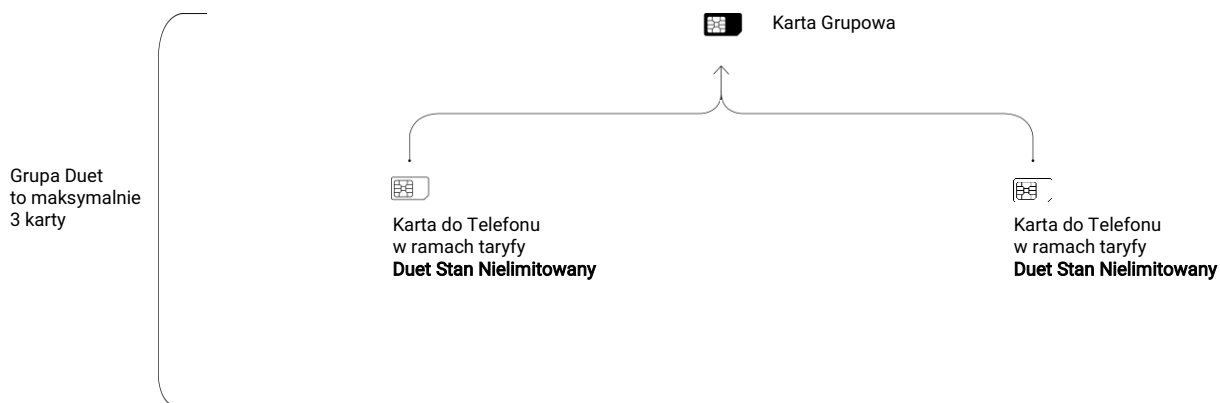 Karta Grupowa
Grupa Duet
to maksymalnie
3 karty
Karta do Telefonu
w ramach taryfy
Duet Stan Nielimitowany
Karta do Telefonu
w ramach taryfy
Duet Stan Nielimitowany